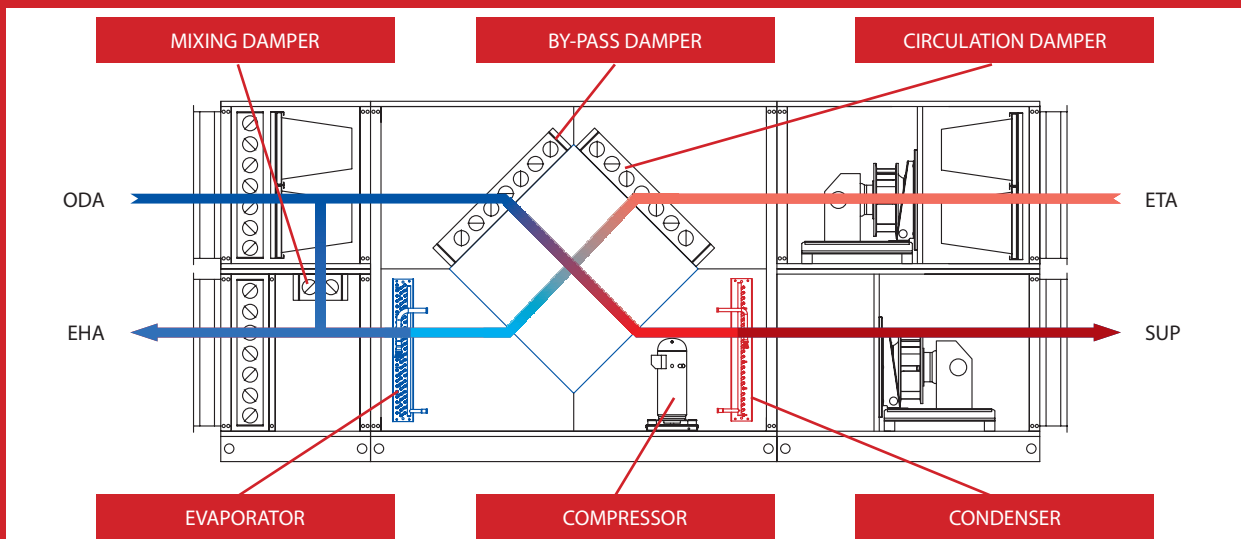 MIXING DAMPER
BY-PASS DAMPER
CIRCULATION DAMPER
ODA
ETA
EHA
SUP
EVAPORATOR
COMPRESSOR
CONDENSER